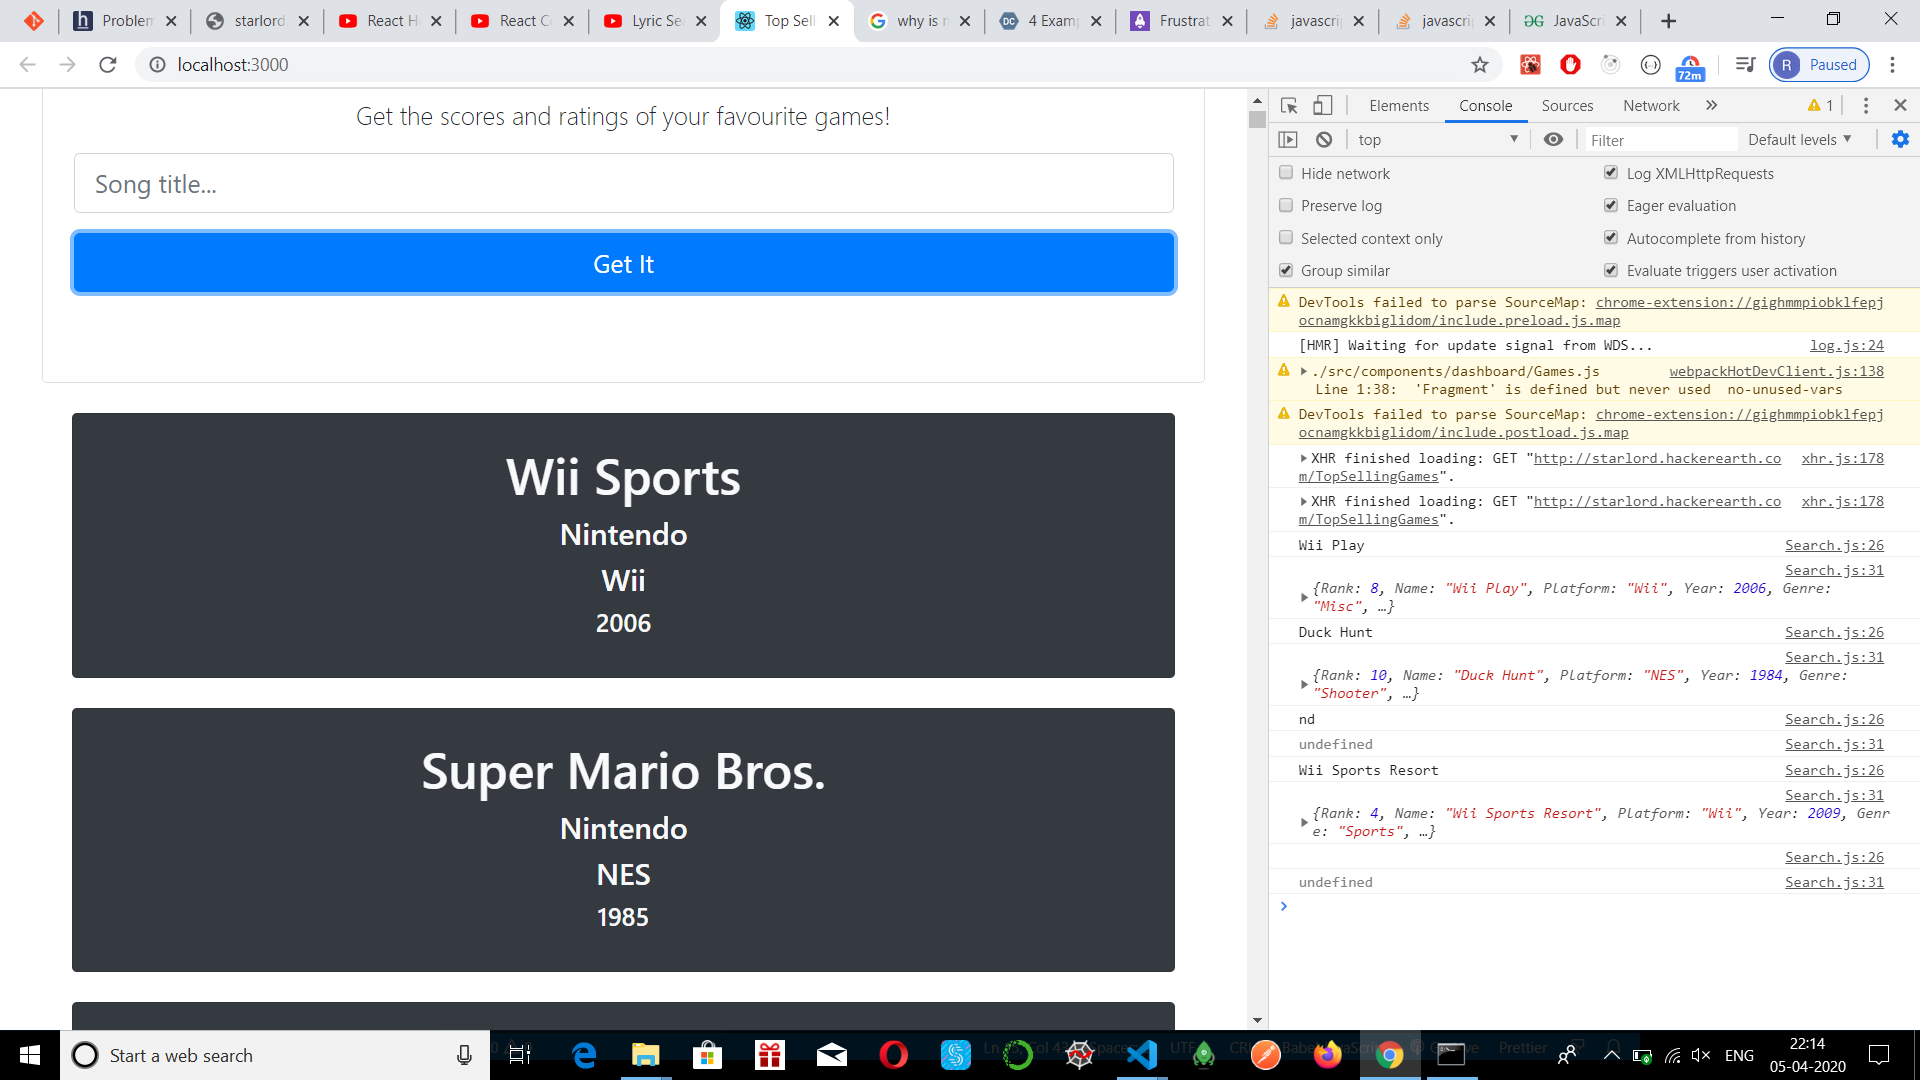 Problem
starlord
React H
React C
Lyric Se
Top Sell
why is n
4 Examp
Frustrat
javascrip
javascrip
JavaScri
localhost:3000
72m
R Paused
Get the scores and ratings of your favourite games!
Song title...
Get It
Wii Sports
Nintendo
Wii
2006
Super Mario Bros.
Nintendo
NES
1985
Elements Console Sources Network » 1
top Filter Default levels
Hide network Log XMLHttpRequests
Preserve log Eager evaluation
Selected context only Autocomplete from history
Group similar Evaluate triggers user activation
DevTools failed to parse SourceMap: chrome-extension://gighmmpiobklfepj
ocnamgkkbiglidom/include.preload.js.map
[HMR] Waiting for update signal from WDS... log.js:24
./src/components/dashboard/Games.js webpackHotDevClient.js:138
Line 1:38: 'Fragment' is defined but never used no-unused-vars
DevTools failed to parse SourceMap: chrome-extension://gighmmpiobklfepj
ocnamgkkbiglidom/include.postload.js.map
XHR finished loading: GET "http://starlord.hackerearth.co xhr.js:178
m/TopSellingGames".
XHR finished loading: GET "http://starlord.hackerearth.co xhr.js:178
m/TopSellingGames".
Wii Play Search.js:26
Search.js:31
{Rank: 8, Name: "Wii Play", Platform: "Wii", Year: 2006, Genre:
"Misc", …}
Duck Hunt Search.js:26
Search.js:31
{Rank: 10, Name: "Duck Hunt", Platform: "NES", Year: 1984, Genre:
"Shooter", …}
nd Search.js:26
undefined Search.js:31
Wii Sports Resort Search.js:26
Search.js:31
{Rank: 4, Name: "Wii Sports Resort", Platform: "Wii", Year: 2009, Genr
e: "Sports", …}
Search.js:26
undefined Search.js:31
Start a web search
ENG
22:14
05-04-2020